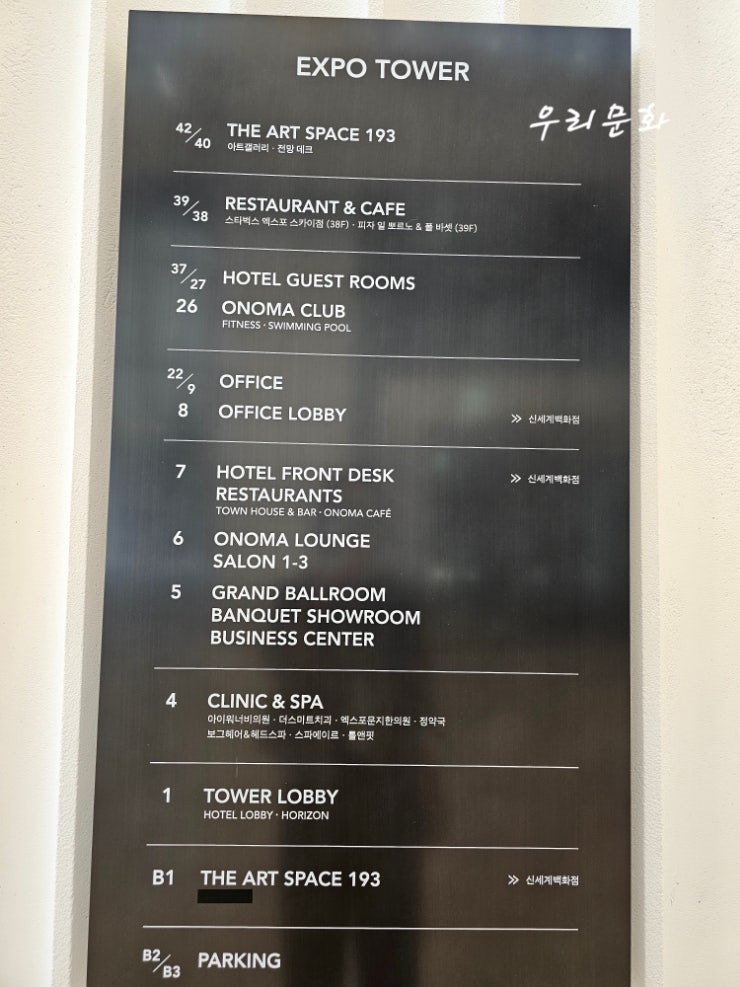 EXPO TOWER
우리문화
42/40 THE ART SPACE 193
아트갤러리 · 전망 데크
39/38 RESTAURANT & CAFE
스타벅스 엑스포 스카이점 (38F) · 피자 일 뽀르노 & 폴 바셋 (39F)
37/27 HOTEL GUEST ROOMS
26 ONOMA CLUB
FITNESS · SWIMMING POOL
22/9 OFFICE
8 OFFICE LOBBY >> 신세계백화점
7 HOTEL FRONT DESK >> 신세계백화점
RESTAURANTS
TOWN HOUSE & BAR · ONOMA CAFÉ
6 ONOMA LOUNGE
SALON 1-3
5 GRAND BALLROOM
BANQUET SHOWROOM
BUSINESS CENTER
4 CLINIC & SPA
아이워너비의원 · 더스마트치과 · 엑스포문지한의원 · 정약국
보그헤어&헤드스파 · 스파에이르 · 톨앤핏
1 TOWER LOBBY
HOTEL LOBBY · HORIZON
B1 THE ART SPACE 193 >> 신세계백화점
B2/B3 PARKING